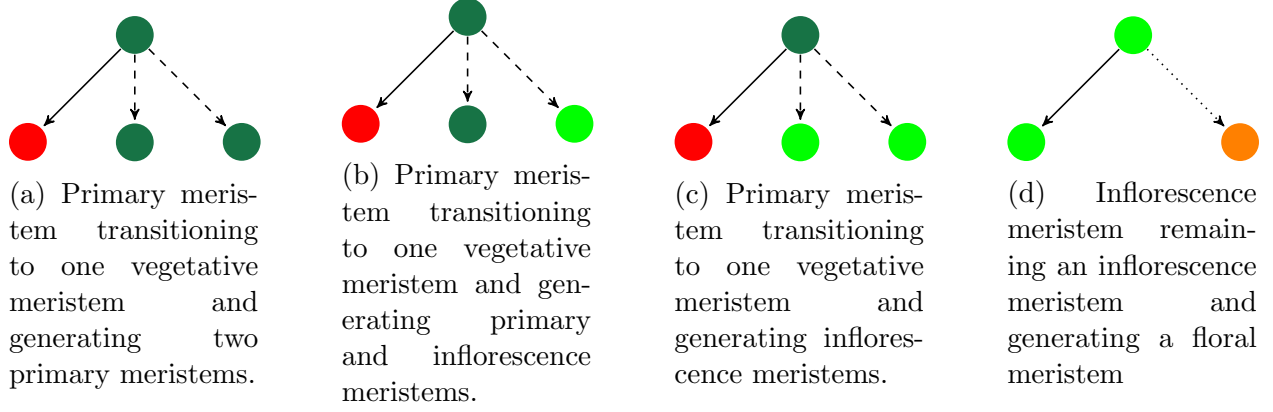 (a) Primary meris-
tem transitioning
to one vegetative
meristem and
generating two
primary meristems.
(b) Primary meris-
tem transitioning
to one vegetative
meristem and gen-
erating primary
and inflorescence
meristems.
(c) Primary meris-
tem transitioning
to one vegetative
meristem and
generating inflores-
cence meristems.
(d) Inflorescence
meristem remain-
ing an inflorescence
meristem and
generating a floral
meristem